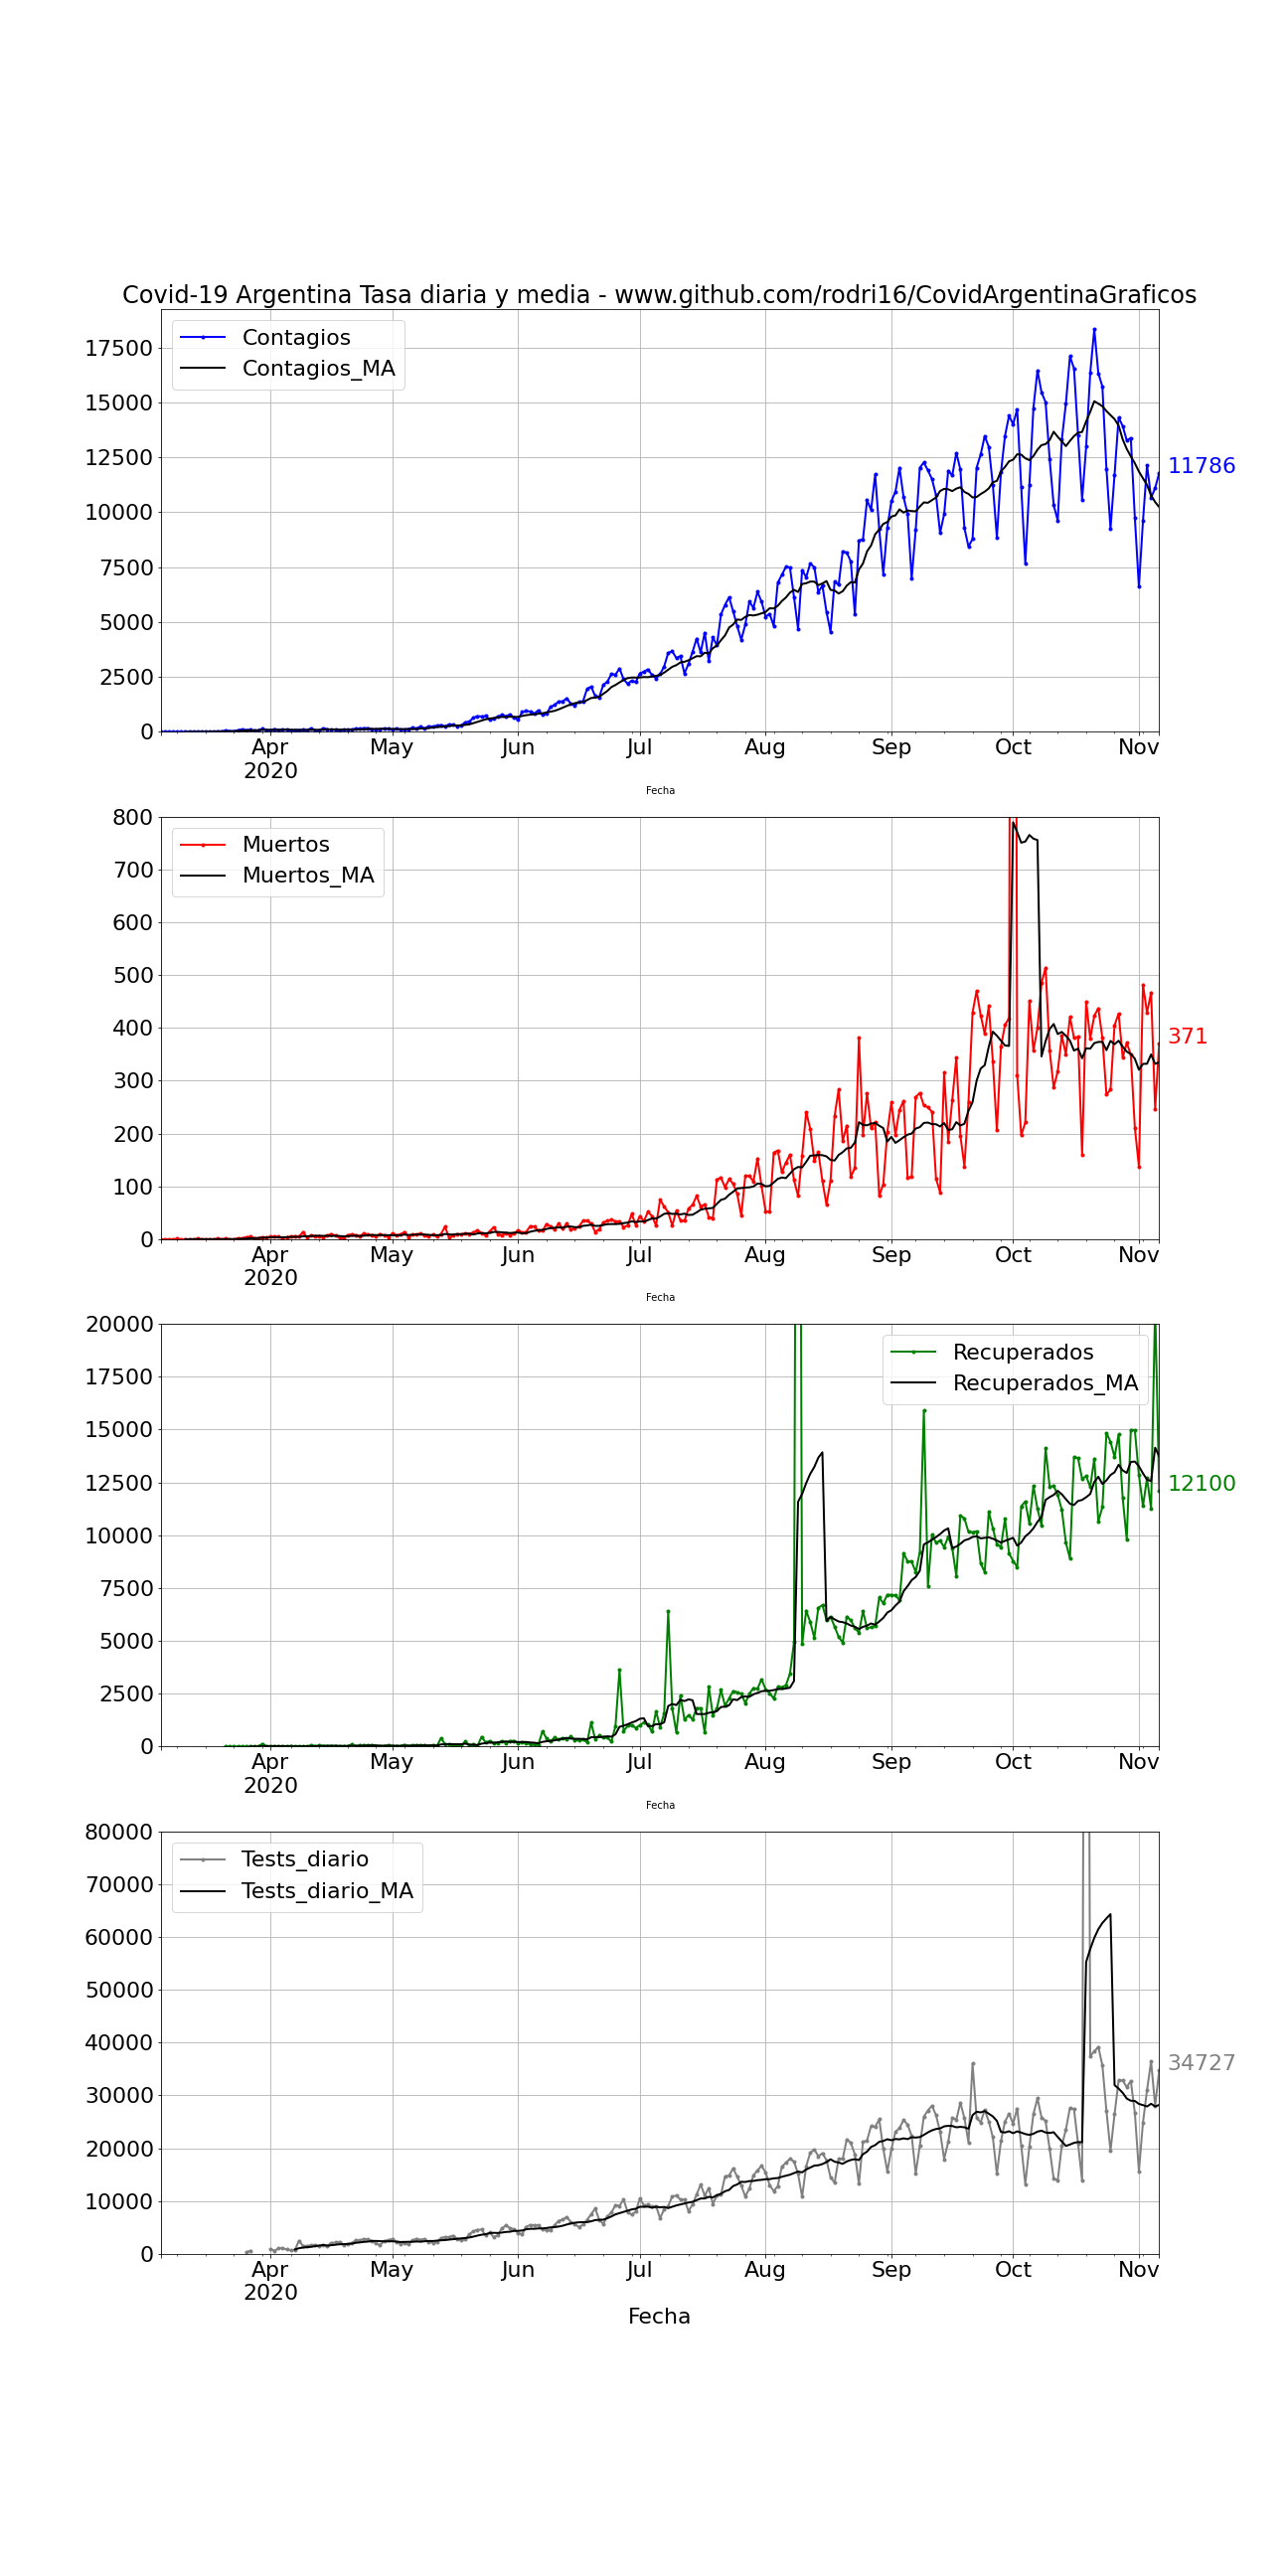 Covid-19 Argentina Tasa diaria y media - www.github.com/rodri16/CovidArgentinaGraficos
Contagios
Contagios_MA
17500
15000
12500
10000
7500
5000
2500
0
11786
Apr May Jun Jul Aug Sep Oct Nov
2020
Fecha
Muertos
Muertos_MA
800
700
600
500
400
300
200
100
0
371
Apr May Jun Jul Aug Sep Oct Nov
2020
Fecha
Recuperados
Recuperados_MA
20000
17500
15000
12500
10000
7500
5000
2500
0
12100
Apr May Jun Jul Aug Sep Oct Nov
2020
Fecha
Tests_diario
Tests_diario_MA
80000
70000
60000
50000
40000
30000
20000
10000
0
34727
Apr May Jun Jul Aug Sep Oct Nov
2020
Fecha